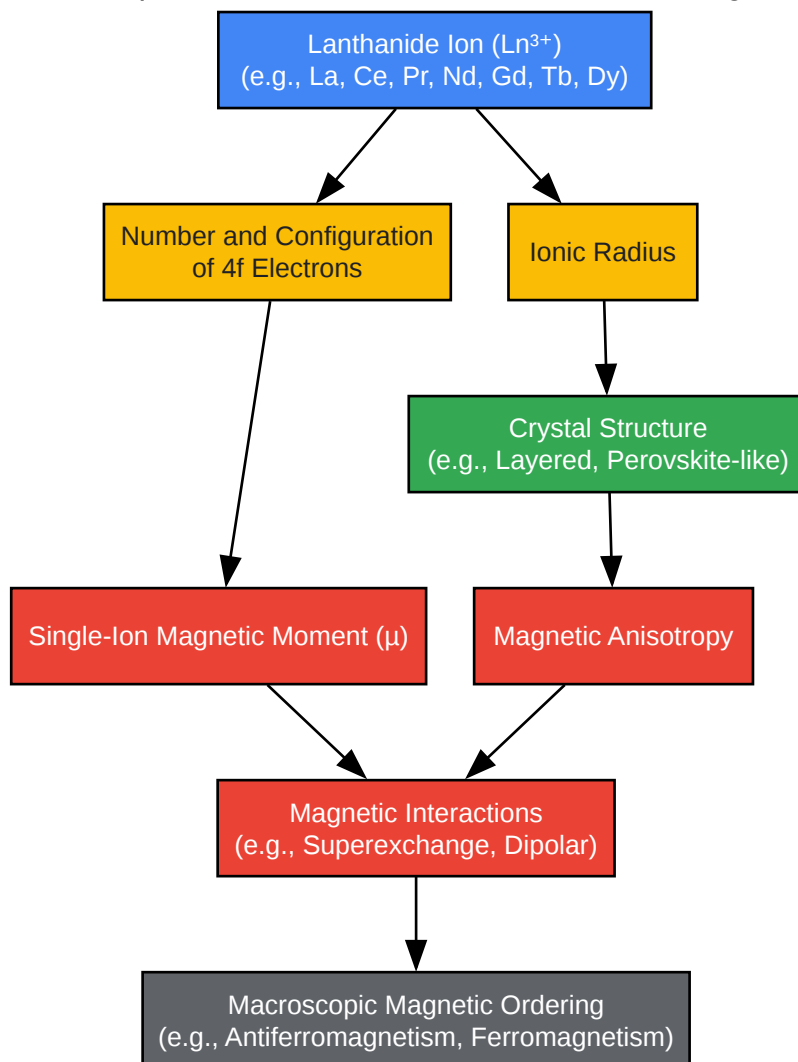 Lanthanide Ion (Ln³⁺)
(e.g., La, Ce, Pr, Nd, Gd, Tb, Dy)
Number and Configuration
of 4f Electrons
Ionic Radius
Crystal Structure
(e.g., Layered, Perovskite-like)
Single-Ion Magnetic Moment (μ)
Magnetic Anisotropy
Magnetic Interactions
(e.g., Superexchange, Dipolar)
Macroscopic Magnetic Ordering
(e.g., Antiferromagnetism, Ferromagnetism)